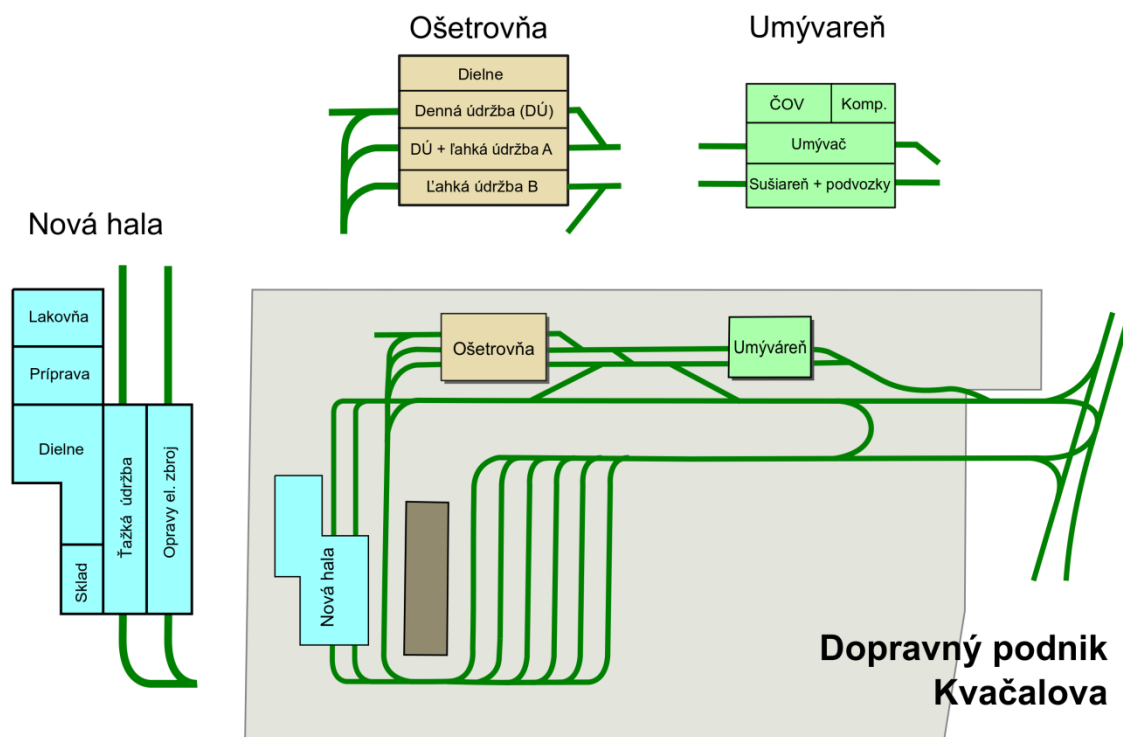 Ošetrovňa
Dielne
Denná údržba (DÚ)
DÚ + ľahká údržba A
Ľahká údržba B
Umývareň
ČOV
Komp.
Umývač
Sušiareň + podvozky
Nová hala
Lakovňa
Príprava
Dielne
Sklad
Ťažká údržba
Opravy el. zbroj
Ošetrovňa
Umýváreň
Nová hala
Dopravný podnik
Kvačalova